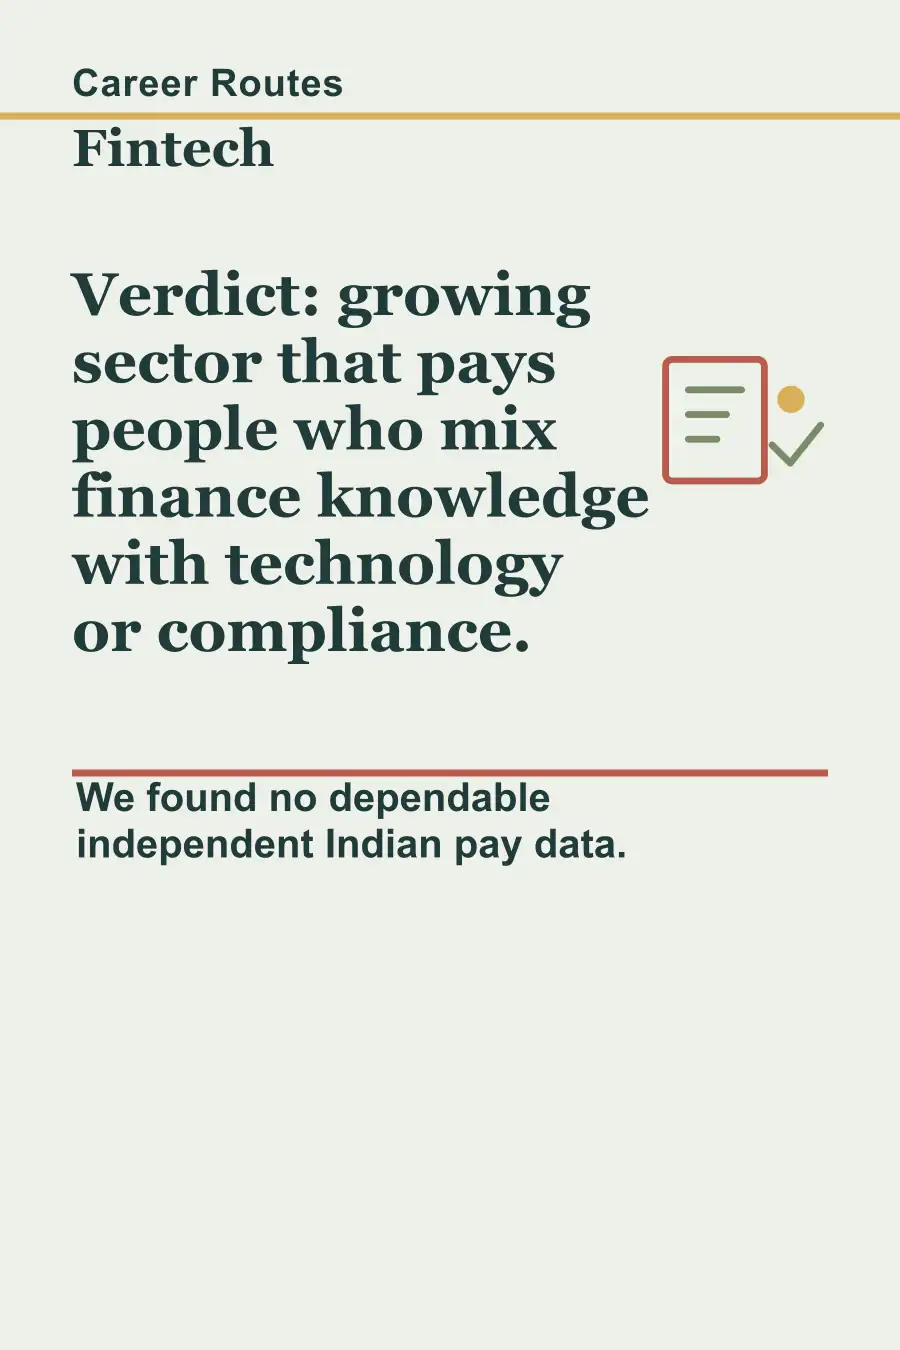 Career Routes
Fintech
Verdict: growing
sector that pays
people who mix
finance knowledge
with technology
or compliance.
We found no dependable
independent Indian pay data.